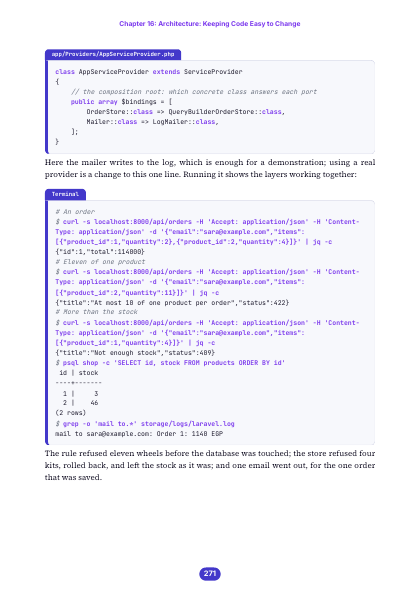 Chapter 16: Architecture: Keeping Code Easy to Change
app/Providers/AppServiceProvider.php
class AppServiceProvider extends ServiceProvider
{
// the composition root: which concrete class answers each port
public array $bindings = [
OrderStore::class => QueryBuilderOrderStore::class,
Mailer::class => LogMailer::class,
];
}
Here the mailer writes to the log, which is enough for a demonstration; using a real
provider is a change to this one line. Running it shows the layers working together:
Terminal
# An order
$ curl -s localhost:8000/api/orders -H 'Accept: application/json' -H 'Content-
Type: application/json' -d '{"email":"sara@example.com","items":
[{"product_id":1,"quantity":2},{"product_id":2,"quantity":4}]}' | jq -c
{"id":1,"total":114000}
# Eleven of one product
$ curl -s localhost:8000/api/orders -H 'Accept: application/json' -H 'Content-
Type: application/json' -d '{"email":"sara@example.com","items":
[{"product_id":2,"quantity":11}]}' | jq -c
{"title":"At most 10 of one product per order","status":422}
# More than the stock
$ curl -s localhost:8000/api/orders -H 'Accept: application/json' -H 'Content-
Type: application/json' -d '{"email":"sara@example.com","items":
[{"product_id":1,"quantity":4}]}' | jq -c
{"title":"Not enough stock","status":409}
$ psql shop -c 'SELECT id, stock FROM products ORDER BY id'
id | stock
----+-------
1 | 3
2 | 46
(2 rows)
$ grep -o 'mail to.*' storage/logs/laravel.log
mail to sara@example.com: Order 1: 1140 EGP
The rule refused eleven wheels before the database was touched; the store refused four
kits, rolled back, and left the stock as it was; and one email went out, for the one order
that was saved.
271